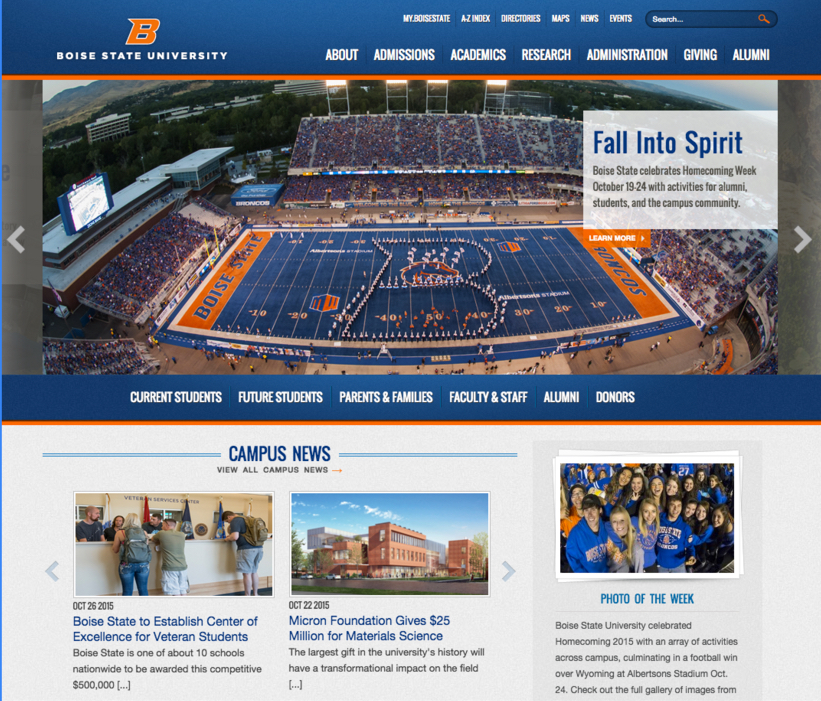 MY.BOISESTATE A-Z INDEX DIRECTORIES MAPS NEWS EVENTS Search...
B
BOISE STATE UNIVERSITY
ABOUT ADMISSIONS ACADEMICS RESEARCH ADMINISTRATION GIVING ALUMNI
Fall Into Spirit
Boise State celebrates Homecoming Week
October 19-24 with activities for alumni,
students, and the campus community.
LEARN MORE
BRONCOS
BOISE STATE
Albertsons STADIUM
Albertsons STADIUM
BRONCOS
CURRENT STUDENTS FUTURE STUDENTS PARENTS & FAMILIES FACULTY & STAFF ALUMNI DONORS
CAMPUS NEWS
VIEW ALL CAMPUS NEWS →
VETERAN SERVICES CENTER
OCT 26 2015
Boise State to Establish Center of
Excellence for Veteran Students
Boise State is one of about 10 schools
nationwide to be awarded this competitive
$500,000 [...]
OCT 22 2015
Micron Foundation Gives $25
Million for Materials Science
The largest gift in the university's history will
have a transformational impact on the field
[...]
PHOTO OF THE WEEK
Boise State University celebrated
Homecoming 2015 with an array of activities
across campus, culminating in a football win
over Wyoming at Albertsons Stadium Oct.
24. Check out the full gallery of images from